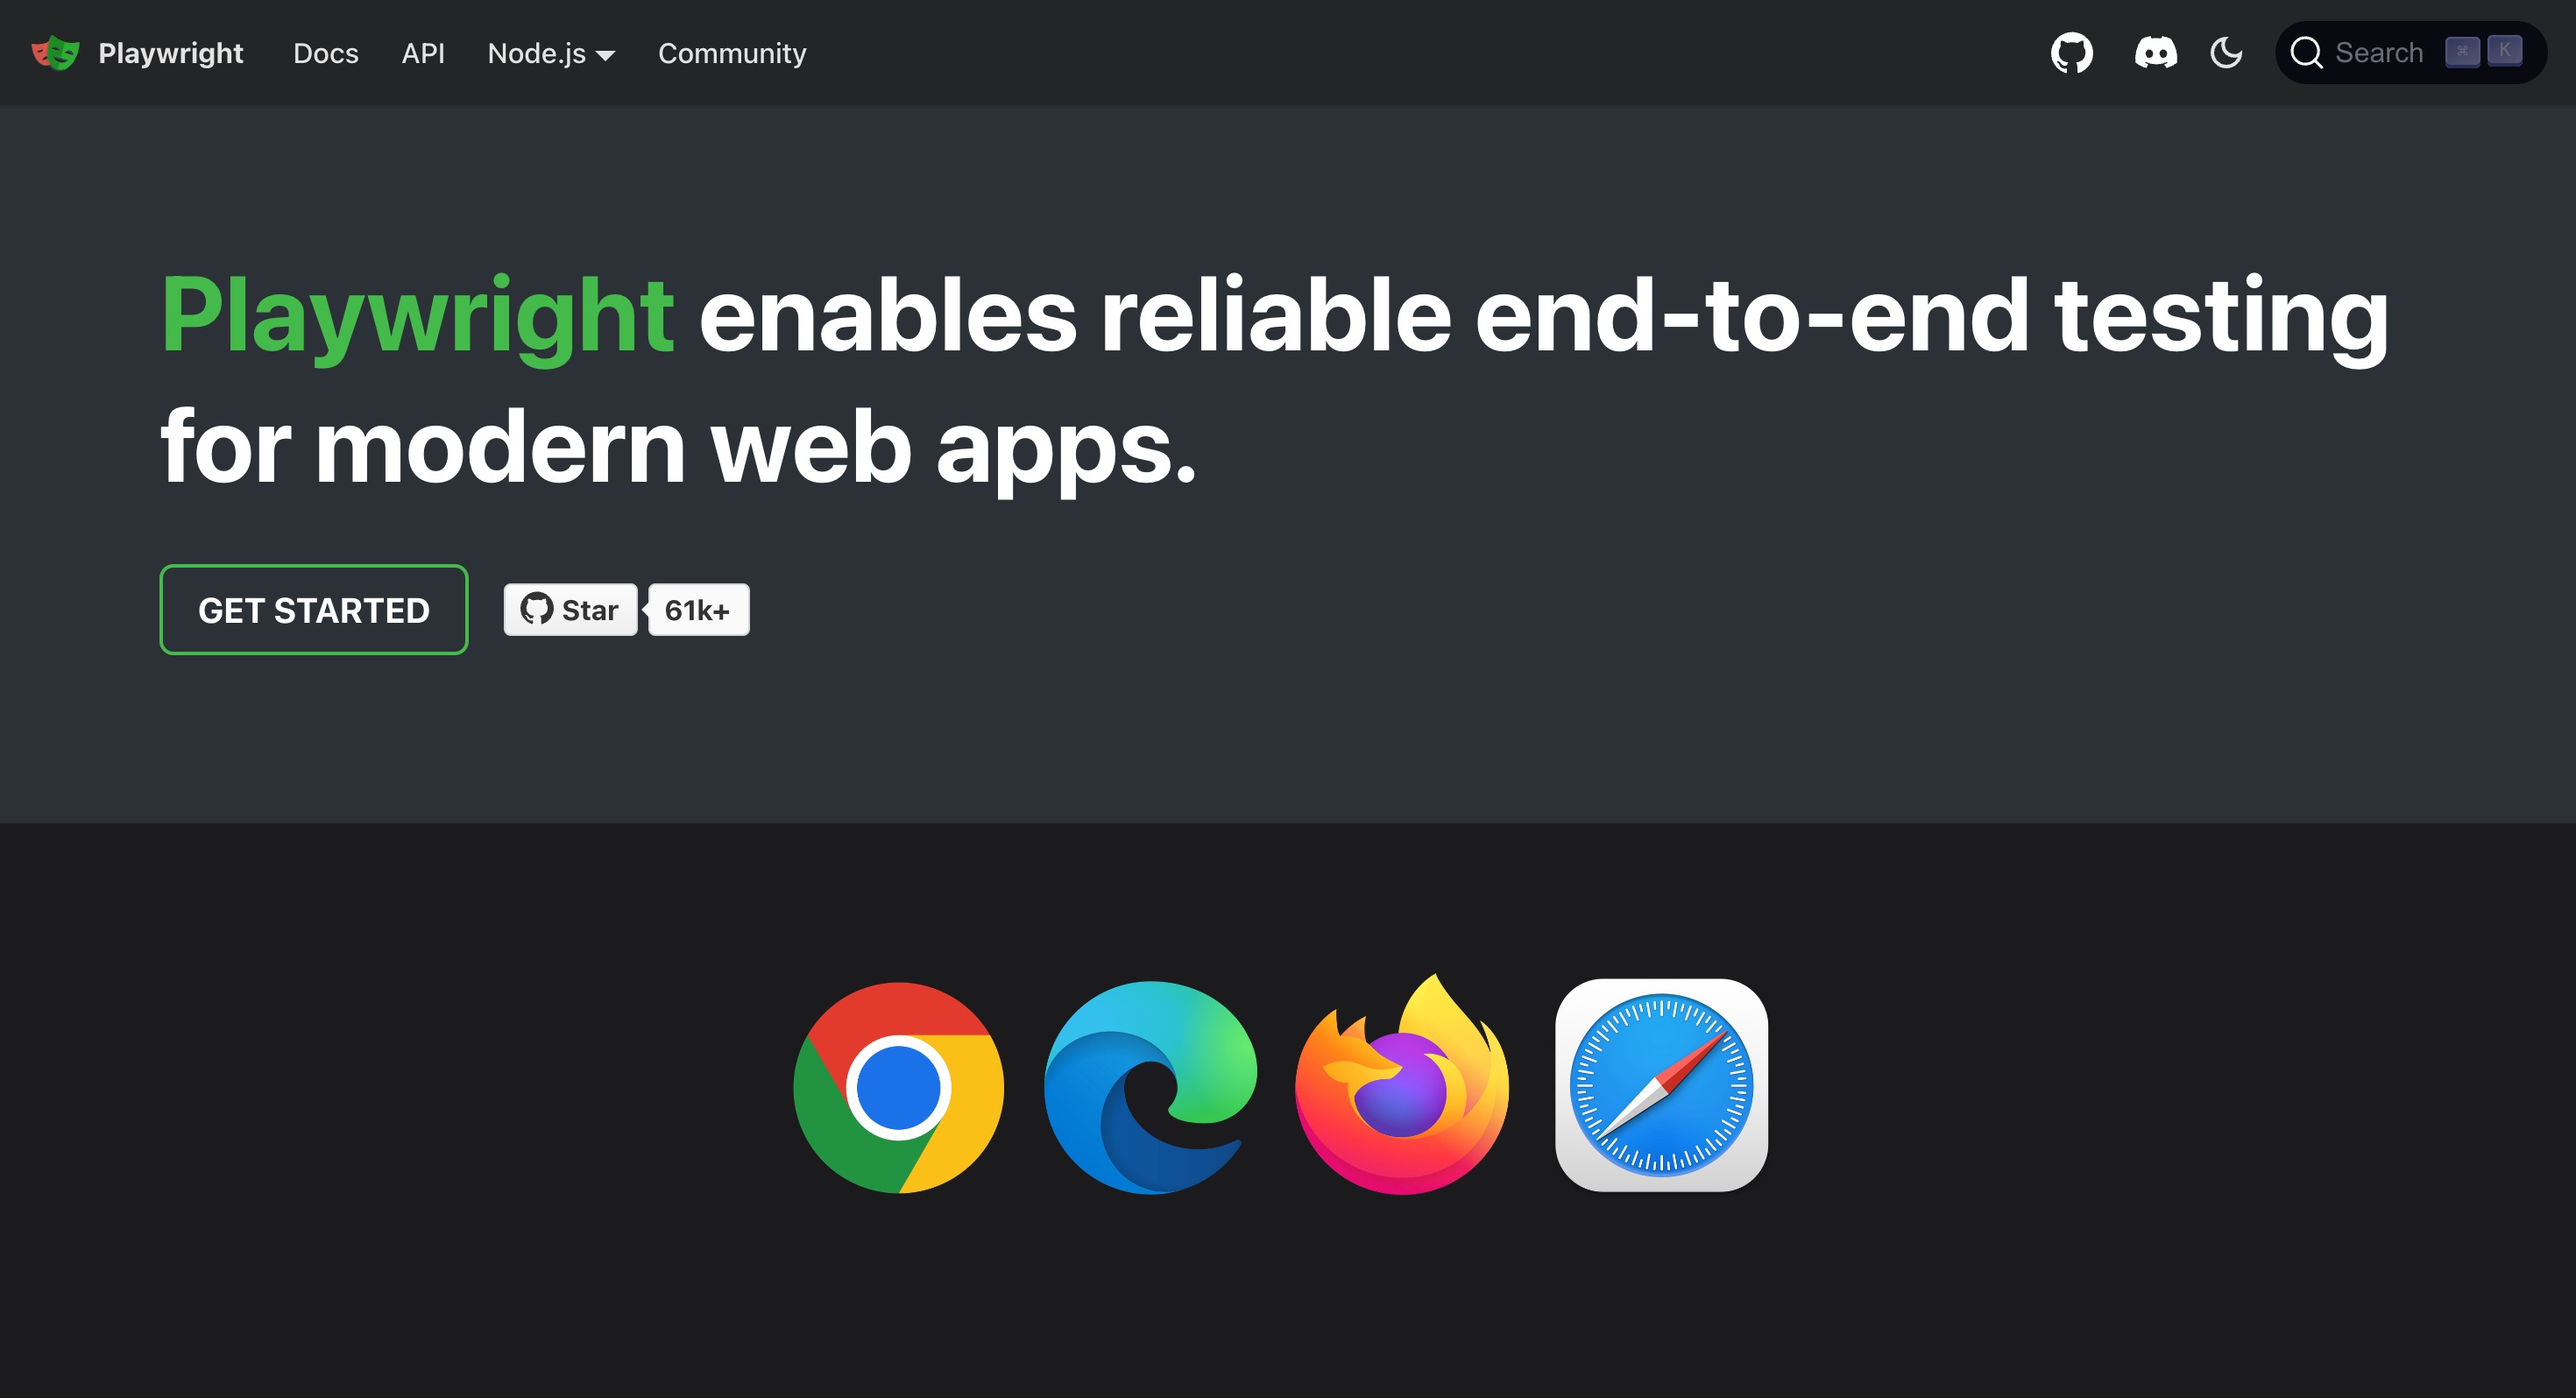 Playwright Docs API Node.js Community Search ⌘ K
Playwright enables reliable end-to-end testing
for modern web apps.
GET STARTED Star 61k+